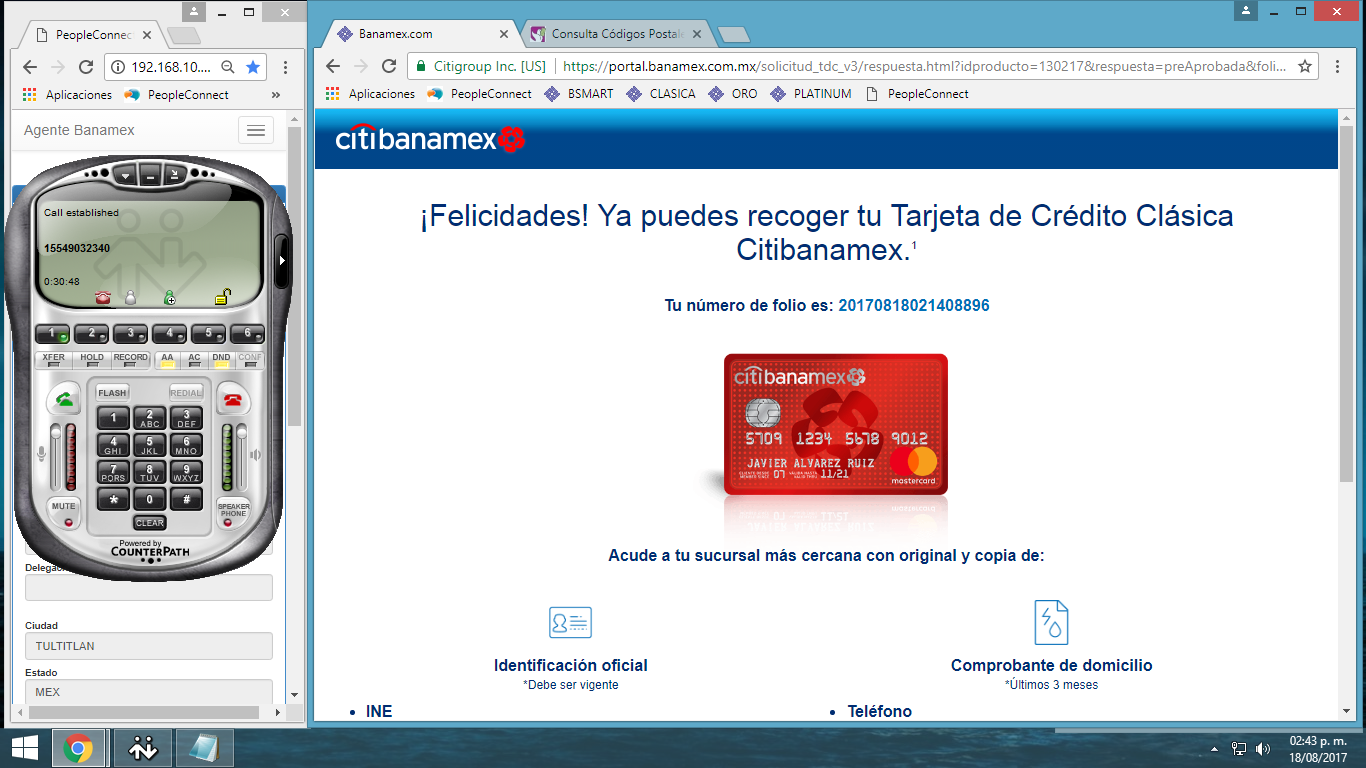 PeopleConnec
192.168.10....
Aplicaciones
PeopleConnect
»
Agente Banamex
Call established
15549032340
0:30:48
1
2
3
4
5
6
XFER
HOLD
RECORD
AA
AC
DND
CONF
FLASH
REDIAL
1
2
ABC
3
DEF
4
GHI
5
JKL
6
MNO
7
PQRS
8
TUV
9
WXYZ
*
0
#
MUTE
CLEAR
SPEAKER
PHONE
Powered by
COUNTERPATH
Delegac
Ciudad
TULTITLAN
Estado
MEX
Banamex.com
Consulta Códigos Postale
Citigroup Inc. [US]
https://portal.banamex.com.mx/solicitud_tdc_v3/respuesta.html?idproducto=130217&respuesta=preAprobada&foli...
Aplicaciones
PeopleConnect
BSMART
CLASICA
ORO
PLATINUM
PeopleConnect
citibanamex
¡Felicidades! Ya puedes recoger tu Tarjeta de Crédito Clásica
Citibanamex.¹
Tu número de folio es: 20170818021408896
citibanamex
5709 1234 5678 9012
JAVIER ALVAREZ RUIZ
07
11/21
mastercard
Acude a tu sucursal más cercana con original y copia de:
Identificación oficial
*Debe ser vigente
• INE
Comprobante de domicilio
*Últimos 3 meses
• Teléfono
02:43 p. m.
18/08/2017